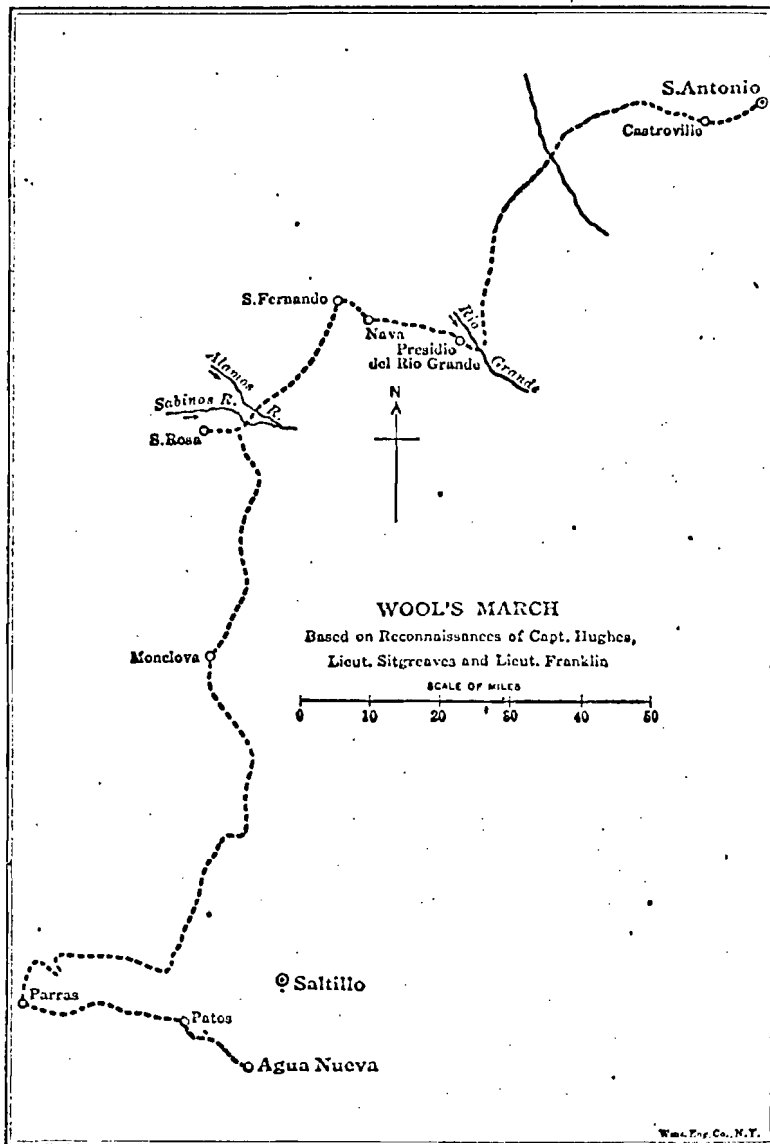 S.Antonio
Castroville
S.Fernando
Nava
Presidio
del Rio Grande
Rio
Grande
Alamos
R.
Sabinos R.
S.Rosa
N
WOOL'S MARCH
Based on Reconnaissances of Capt. Hughes,
Lieut. Sitgreaves and Lieut. Franklin
SCALE OF MILES
0 10 20 30 40 50
Monclova
Saltillo
Parras
Patos
Agua Nueva
Eng. Co., N.Y.